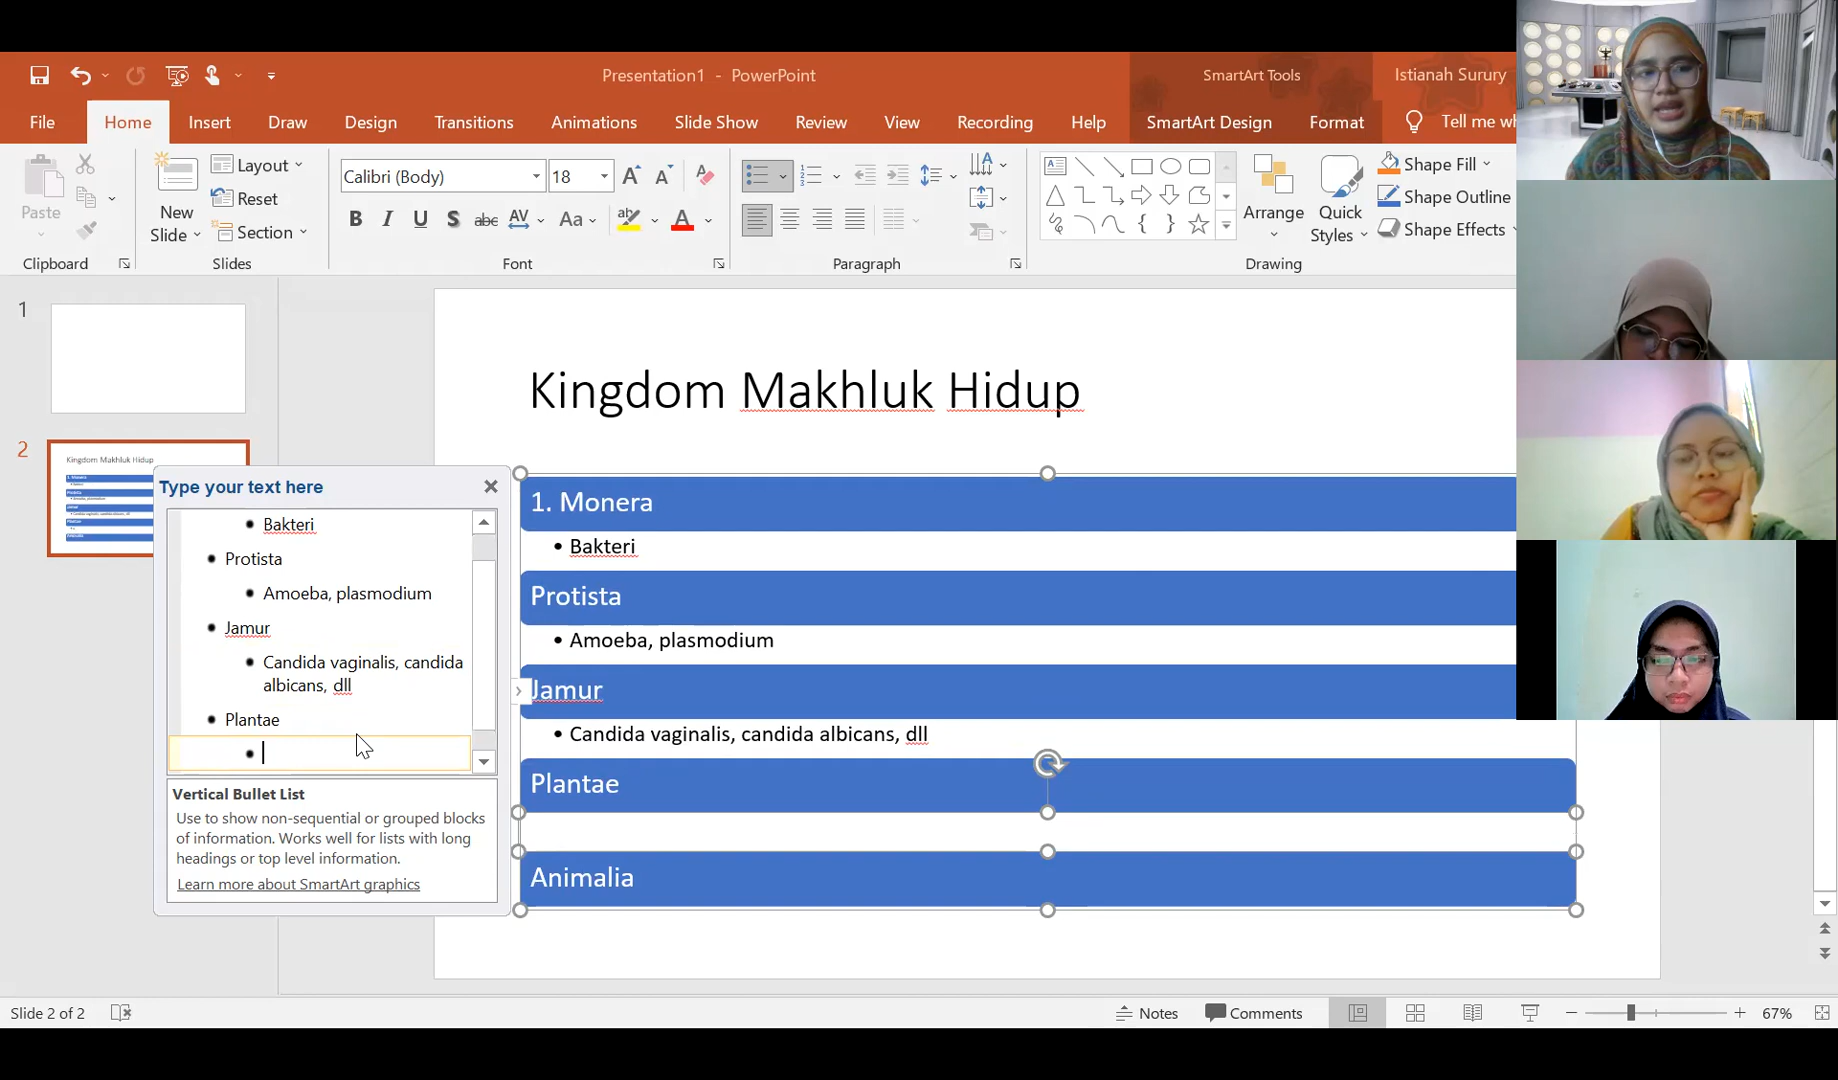 Presentation1 - PowerPoint
SmartArt Tools
Istianah Surury
File Home Insert Draw Design Transitions Animations Slide Show Review View Recording Help SmartArt Design Format Tell me wh
Paste
New
Slide
Layout
Reset
Section
Calibri (Body) 18
Arrange
Quick
Styles
Shape Fill
Shape Outline
Shape Effects
Clipboard Slides Font Paragraph Drawing
1
2
Kingdom Makhluk Hidup
Type your text here
Bakteri
Protista
Amoeba, plasmodium
Jamur
Candida vaginalis, candida
albicans, dll
Plantae
Vertical Bullet List
Use to show non-sequential or grouped blocks
of information. Works well for lists with long
headings or top level information.
Learn more about SmartArt graphics
Kingdom Makhluk Hidup
1. Monera
• Bakteri
Protista
• Amoeba, plasmodium
Jamur
• Candida vaginalis, candida albicans, dll
Plantae
Animalia
Slide 2 of 2
Notes
Comments
67%